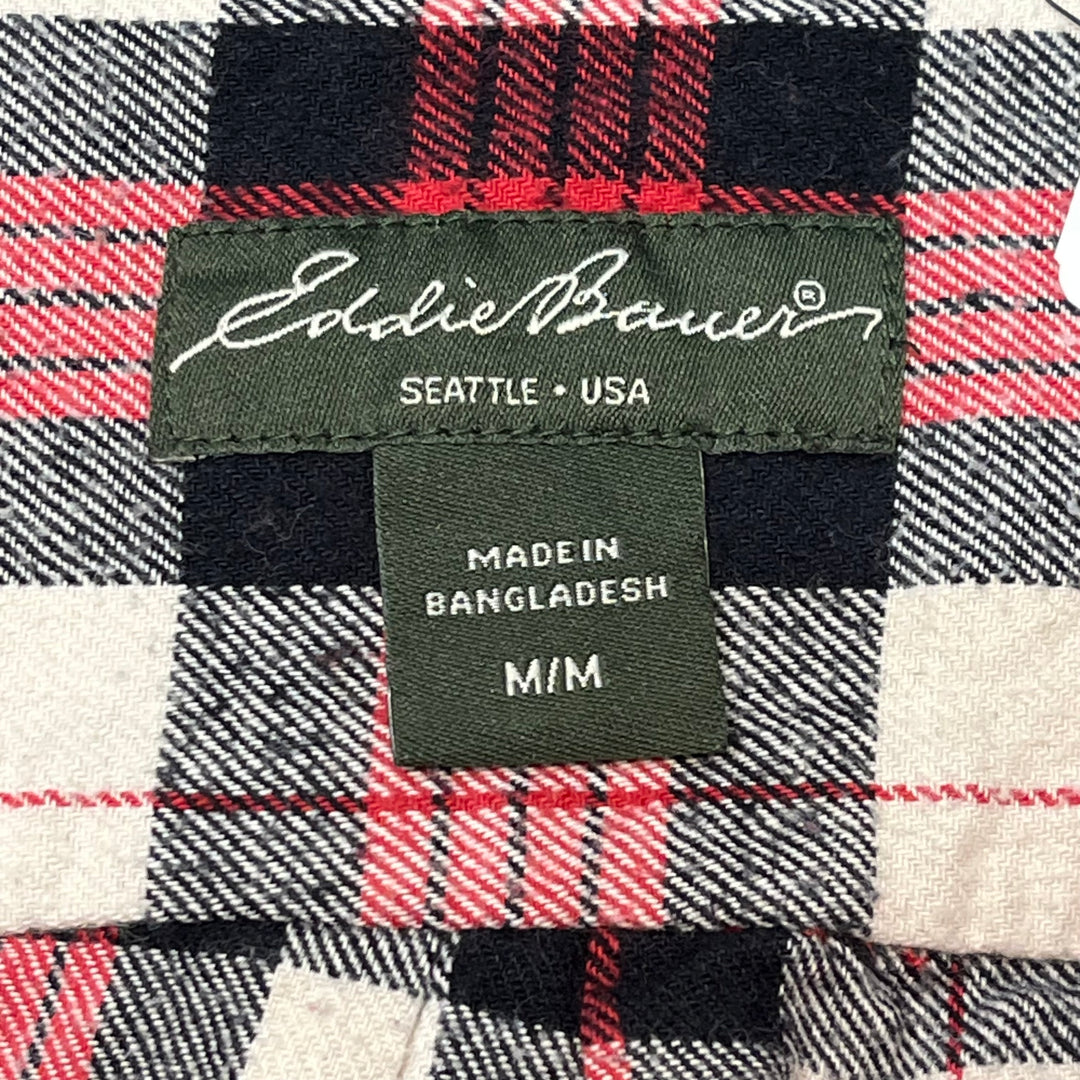 Eddie Bauer®
SEATTLE • USA
MADE IN
BANGLADESH
M/M